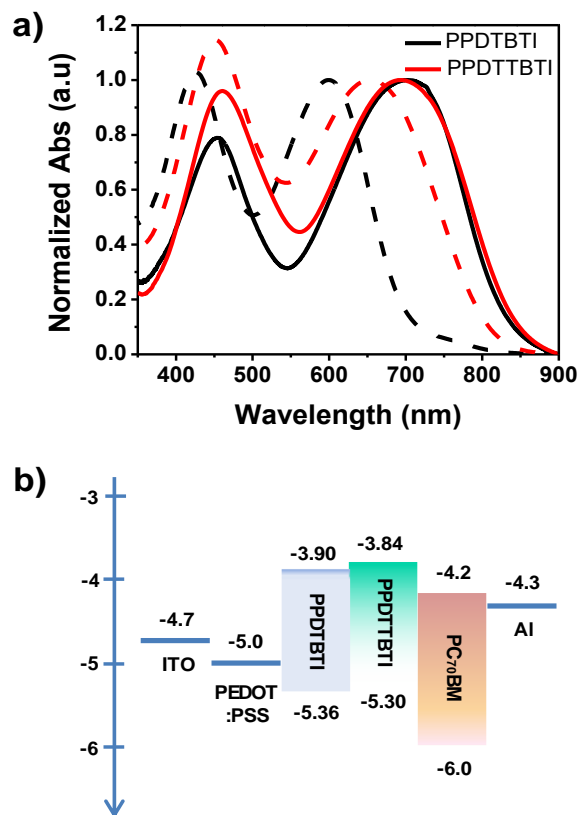 a)
PPDTBTI
PPDTTBTI
1.2
1.0
0.8
0.6
0.4
0.2
0.0
Normalized Abs (a.u)
400 500 600 700 800 900
Wavelength (nm)
b)
-3
-4
-5
-6
-4.7
ITO
-5.0
PEDOT
:PSS
-3.90
PPDTBTI
-5.36
-3.84
PPDTTBTI
-5.30
-4.2
PC70BM
-6.0
-4.3
Al